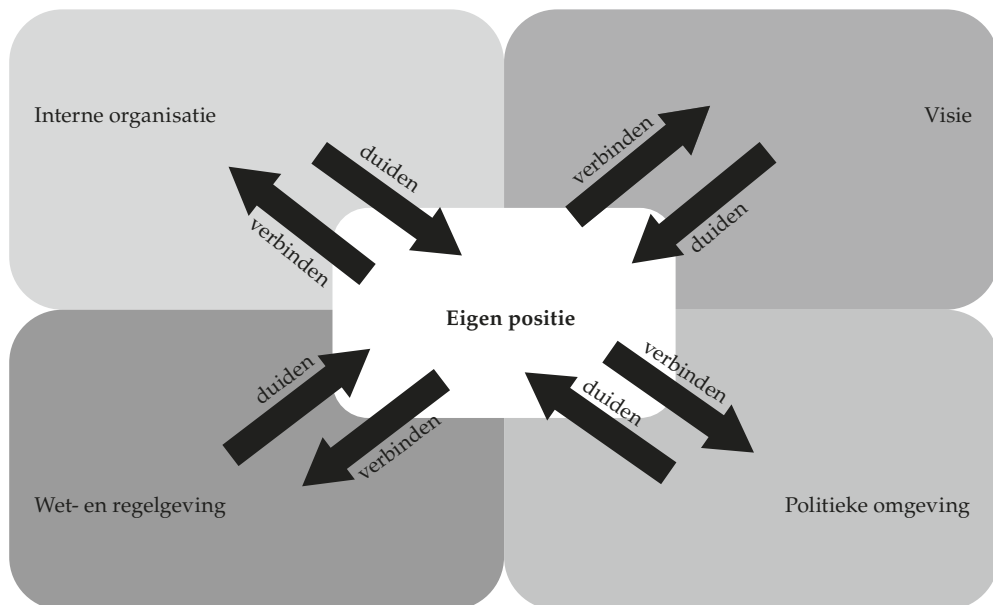 Interne organisatie
Visie
duiden
verbinden
verbinden
duiden
Eigen positie
duiden
verbinden
verbinden
duiden
Wet- en regelgeving
Politieke omgeving